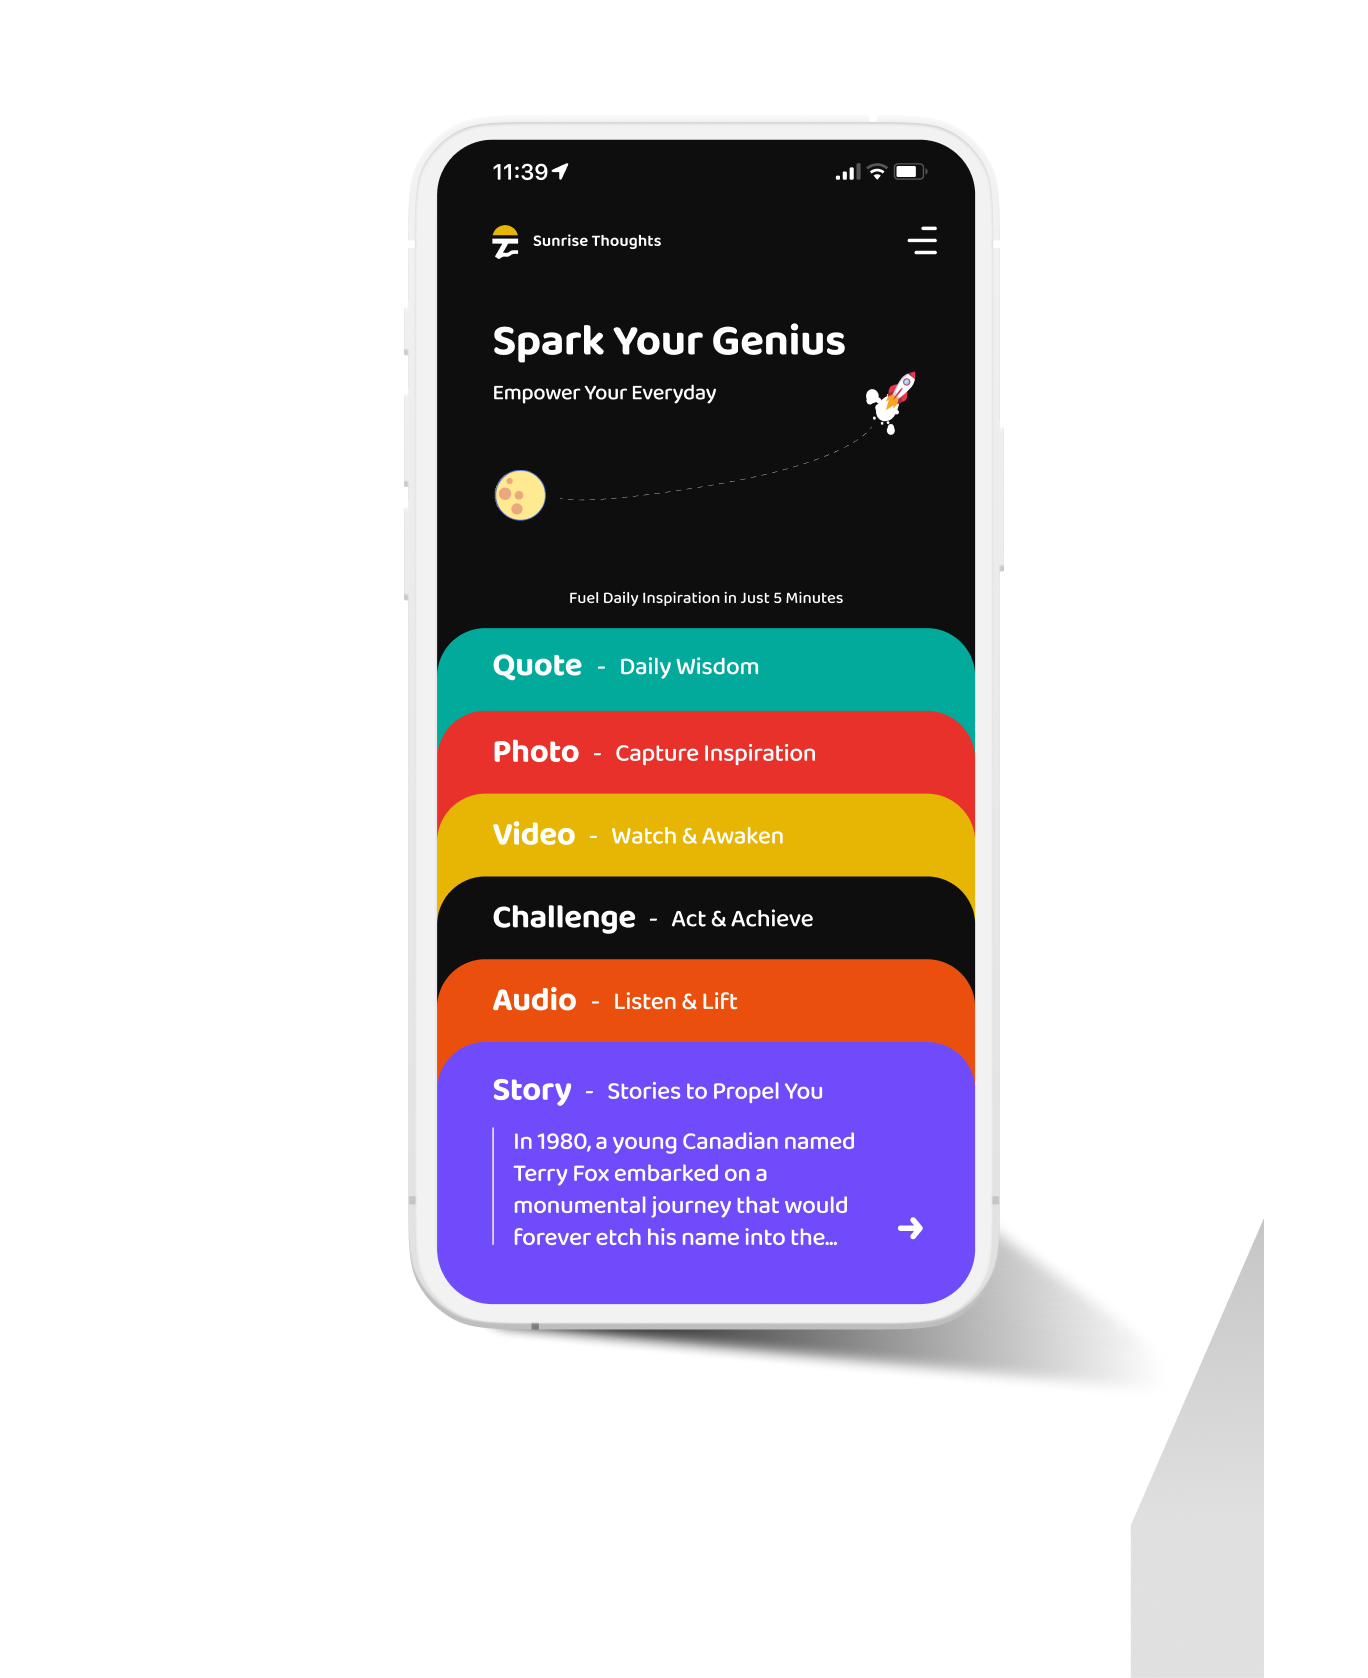 11:39
Sunrise Thoughts
Spark Your Genius
Empower Your Everyday
Fuel Daily Inspiration in Just 5 Minutes
Quote - Daily Wisdom
Photo - Capture Inspiration
Video - Watch & Awaken
Challenge - Act & Achieve
Audio - Listen & Lift
Story - Stories to Propel You
In 1980, a young Canadian named
Terry Fox embarked on a
monumental journey that would
forever etch his name into the...